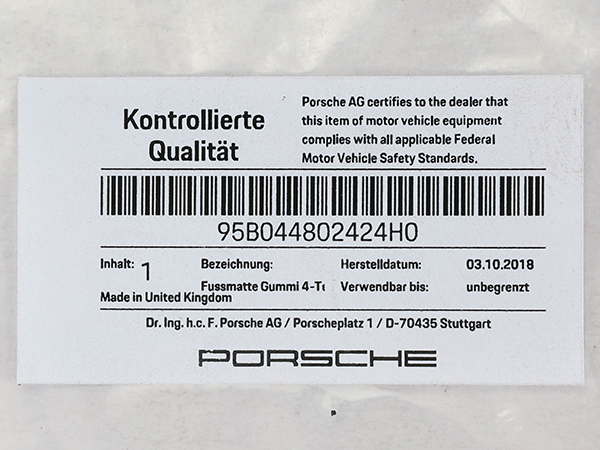 Kontrollierte
Qualität
Porsche AG certifies to the dealer that
this item of motor vehicle equipment
complies with all applicable Federal
Motor Vehicle Safety Standards.
95B044802424H0
Inhalt: 1 Bezeichnung: Herstelldatum: 03.10.2018
Fussmatte Gummi 4-Te Verwendbar bis: unbegrenzt
Made in United Kingdom
Dr. Ing. h.c. F. Porsche AG / Porscheplatz 1 / D-70435 Stuttgart
PORSCHE